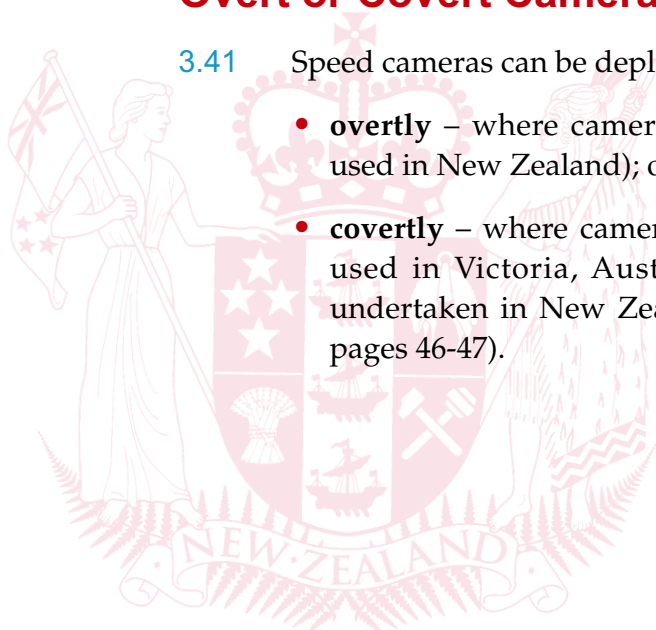 Overt or Covert Camera
3.41 Speed cameras can be depl
• overtly – where camer
used in New Zealand); o
• covertly – where camer
used in Victoria, Aust
undertaken in New Zea
pages 46-47).
NEW·ZEALAND